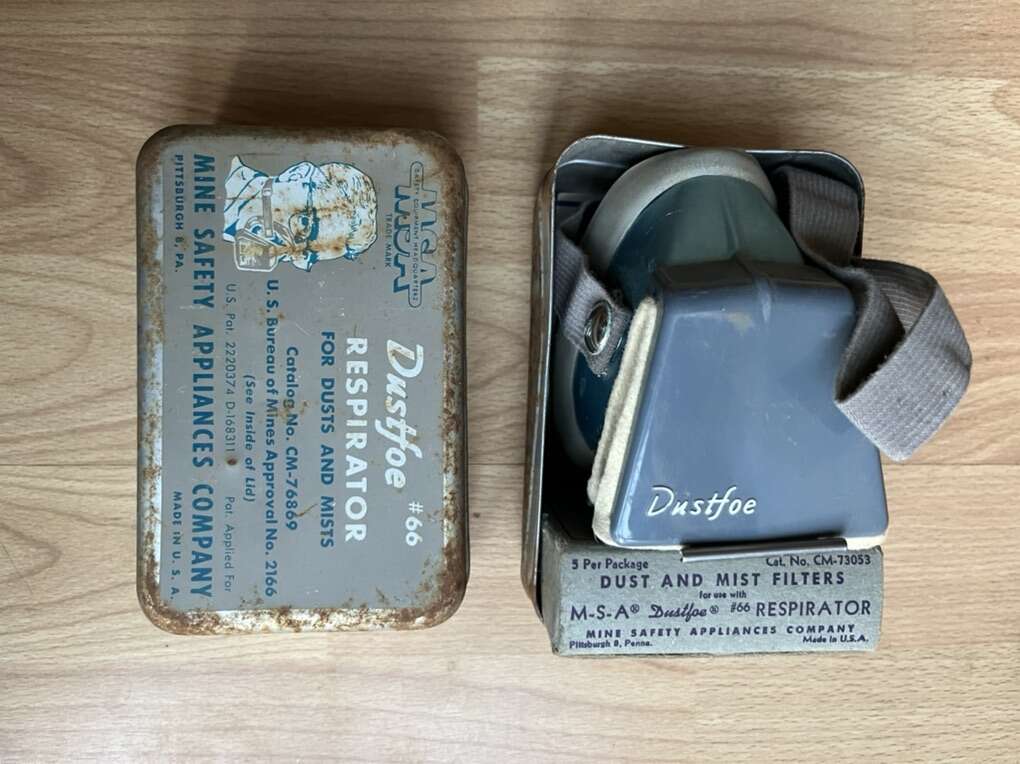 MSA
SAFETY EQUIPMENT HEADQUARTERS
TRADE MARK
Dustfoe #66
RESPIRATOR
FOR DUSTS AND MISTS
Catalog No. CM-76869
U. S. Bureau of Mines Approval No. 2166
(See Inside of Lid)
U.S. Pat. 2220374 D-168311 Pat. Applied For
MINE SAFETY APPLIANCES COMPANY
PITTSBURGH 8, PA. MADE IN U. S. A.
Dustfoe
5 Per Package Cat. No. CM-73053
DUST AND MIST FILTERS
for use with
M-S-A® Dustfoe® #66 RESPIRATOR
MINE SAFETY APPLIANCES COMPANY
Pittsburgh 8, Penna. Made in U.S.A.